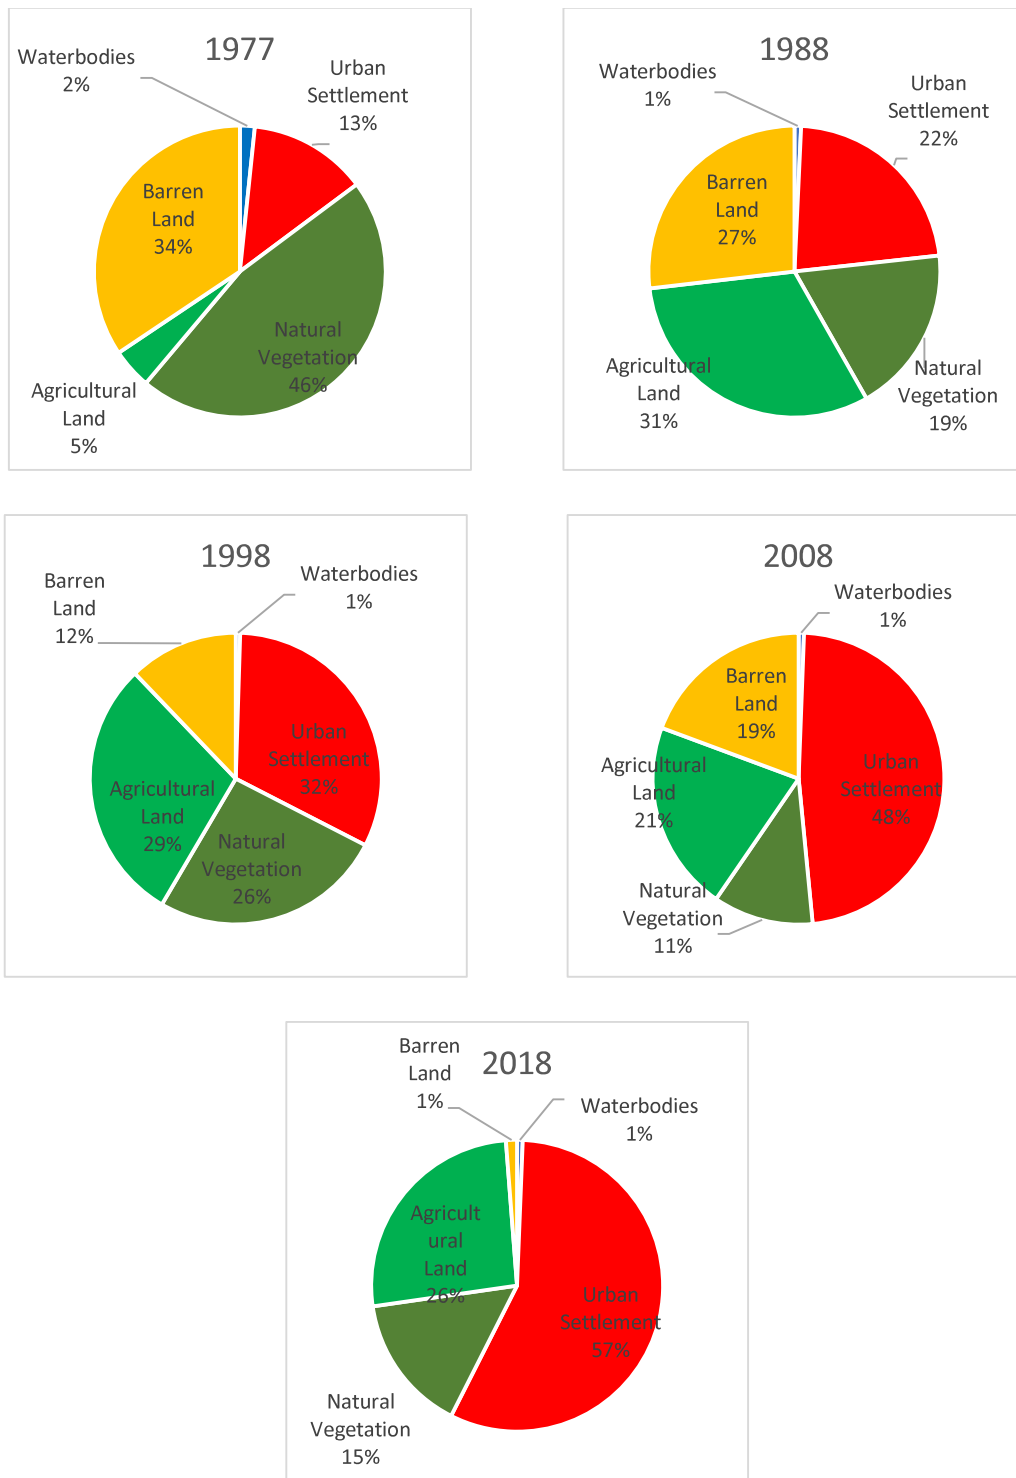 1977
Waterbodies
2%
Urban
Settlement
13%
Barren
Land
34%
Natural
Vegetation
46%
Agricultural
Land
5%
1988
Waterbodies
1%
Urban
Settlement
22%
Barren
Land
27%
Agricultural
Land
31%
Natural
Vegetation
19%
1998
Barren
Land
12%
Waterbodies
1%
Urban
Settlement
32%
Agricultural
Land
29%
Natural
Vegetation
26%
2008
Waterbodies
1%
Barren
Land
19%
Urban
Settlement
48%
Agricultural
Land
21%
Natural
Vegetation
11%
2018
Barren
Land
1%
Waterbodies
1%
Agricult
ural
Land
26%
Urban
Settlement
57%
Natural
Vegetation
15%